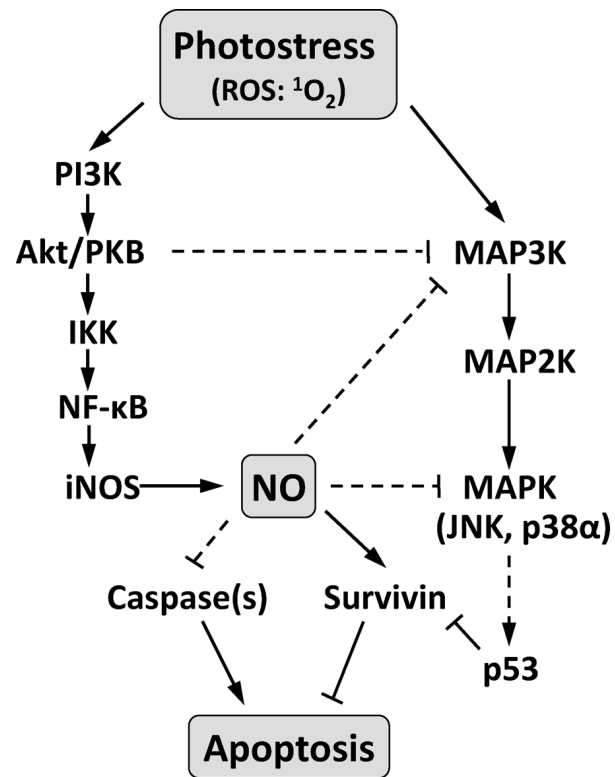 Photostress
(ROS: ¹O₂)
PI3K
Akt/PKB
MAP3K
IKK
MAP2K
NF-κB
iNOS
NO
MAPK
(JNK, p38α)
Caspase(s)
Survivin
p53
Apoptosis